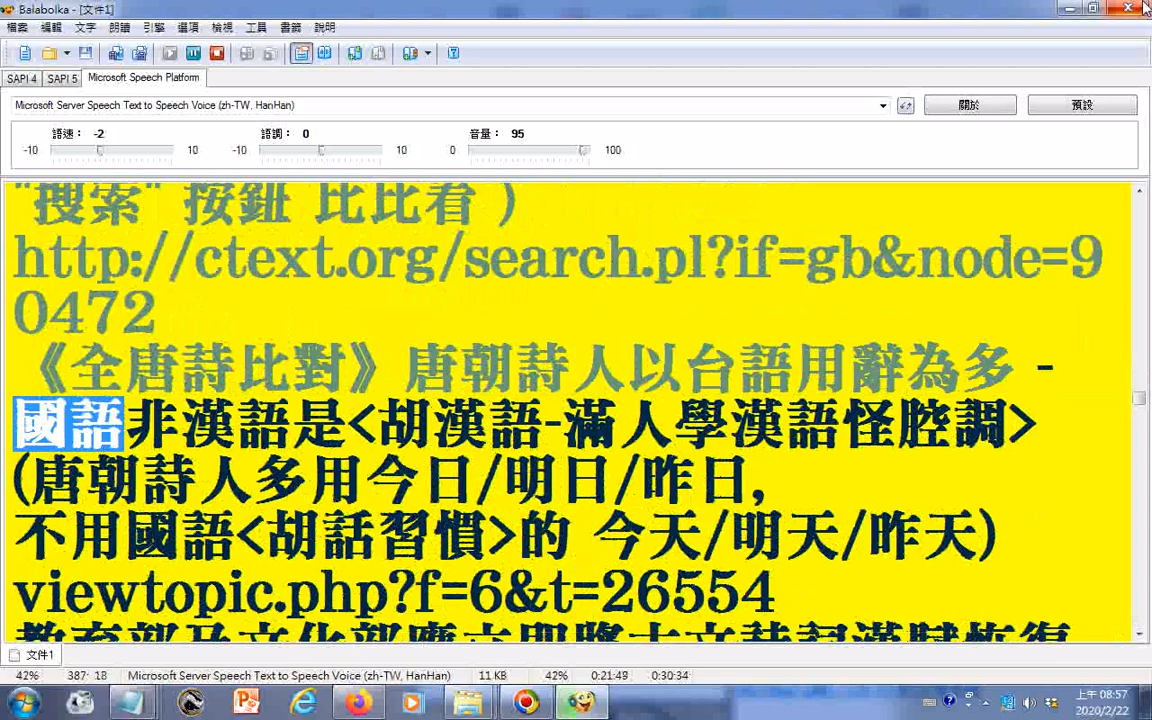 Balabolka - [文件1]
檔案 編輯 文字 朗讀 引擎 選項 檢視 工具 書籤 說明
SAPI 4 SAPI 5 Microsoft Speech Platform
Microsoft Server Speech Text to Speech Voice (zh-TW, HanHan)
關於
預設
語速： -2 語調： 0 音量： 95
-10 10 -10 10 0 100
"搜索" 按鈕 比比看 )
http://ctext.org/search.pl?if=gb&node=9
0472
《全唐詩比對》唐朝詩人以台語用辭為多 -
國語非漢語是<胡漢語-滿人學漢語怪腔調>
(唐朝詩人多用今日/明日/昨日,
不用國語<胡話習慣>的 今天/明天/昨天)
viewtopic.php?f=6&t=26554
文件1
42% 387: 18 Microsoft Server Speech Text to Speech Voice (zh-TW, HanHan) 11 KB 42% 0:21:49 0:30:34
上午 08:57
2020/2/22